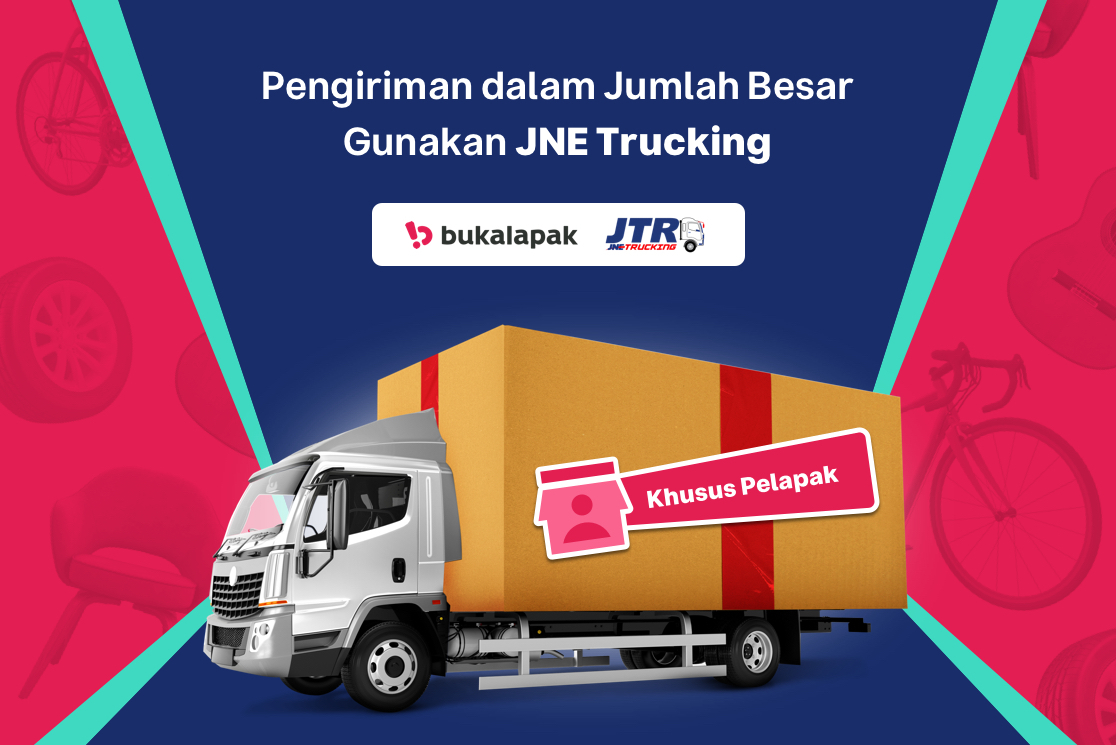 Pengiriman dalam Jumlah Besar
Gunakan JNE Trucking
bukalapak
JTR
JNE TRUCKING
Khusus Pelapak